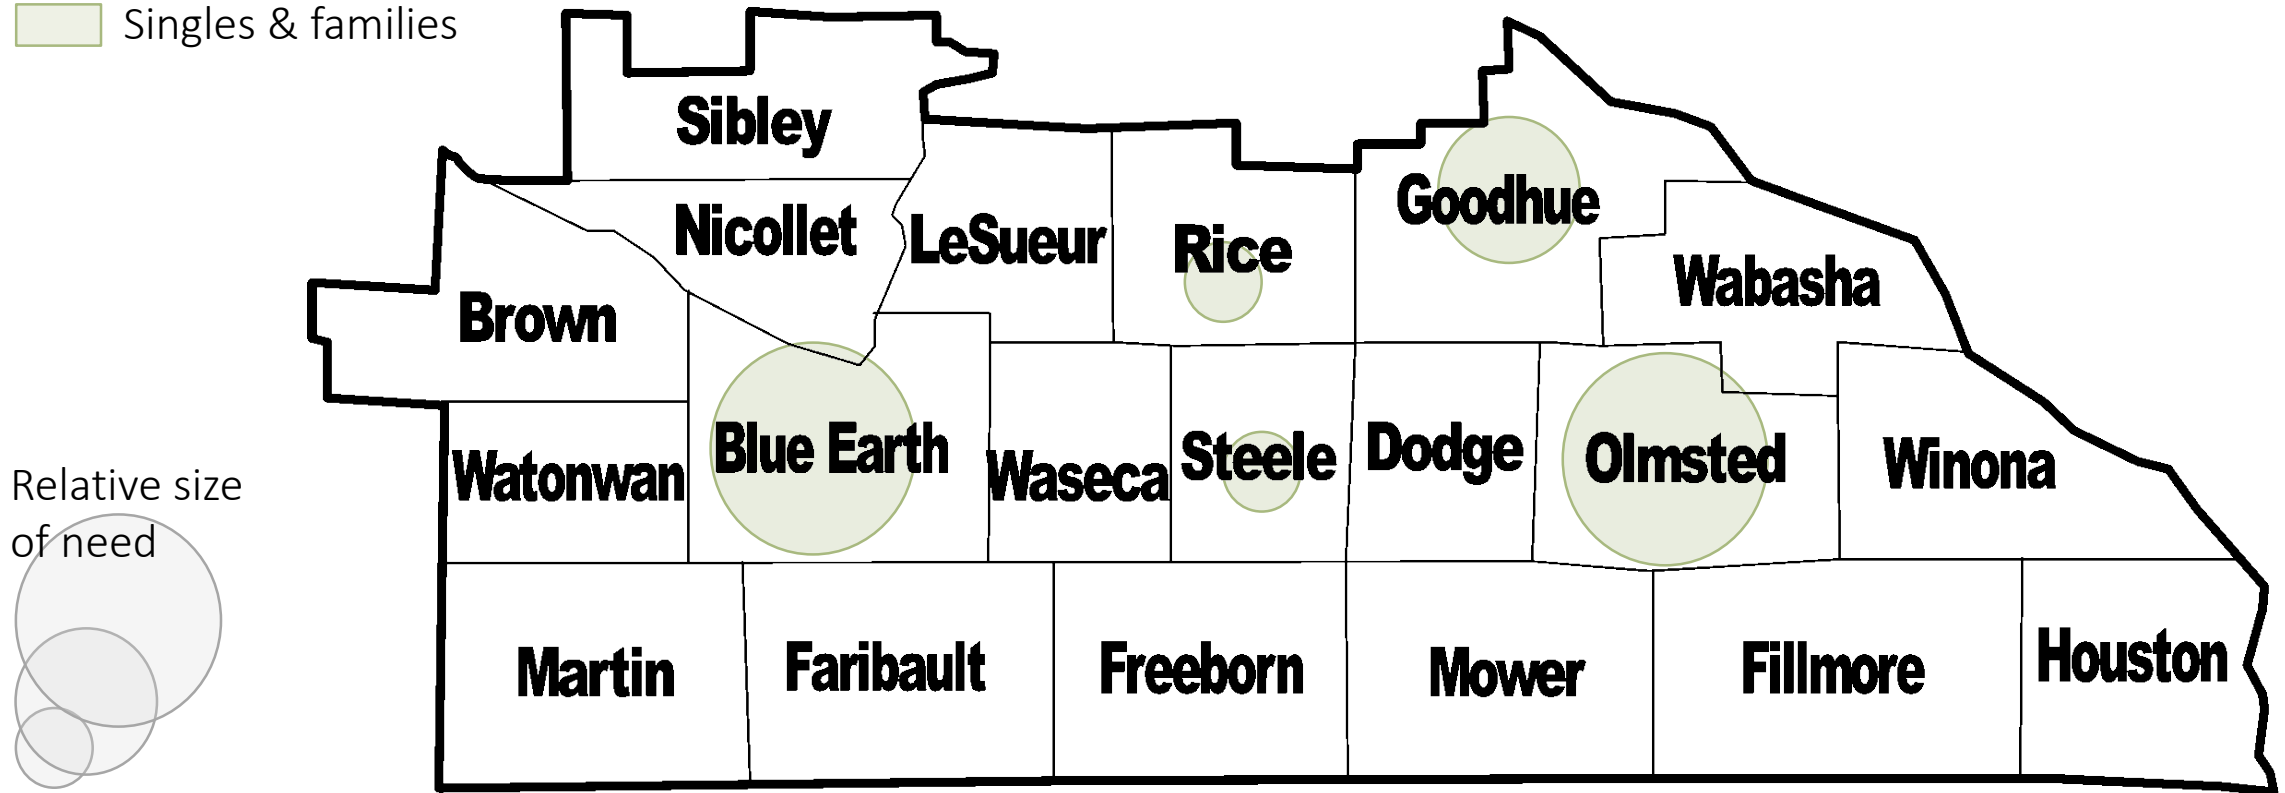 Singles & families
Sibley
Nicollet
LeSueur
Rice
Goodhue
Wabasha
Brown
Watonwan
Blue Earth
Waseca
Steele
Dodge
Olmsted
Winona
Relative size
of need
Martin
Faribault
Freeborn
Mower
Fillmore
Houston